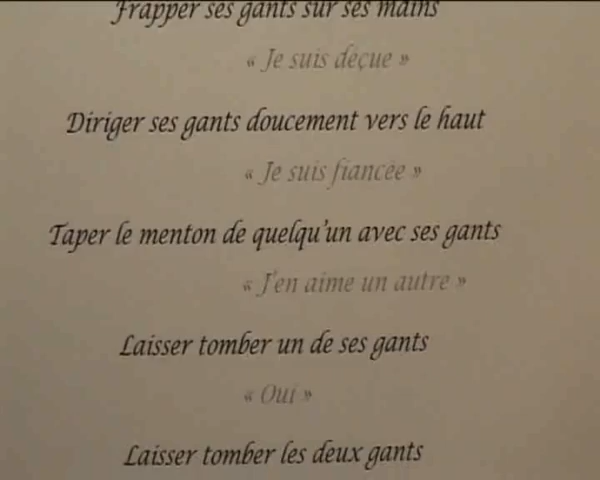 Frapper ses gants sur ses mains
« Je suis déçue »
Diriger ses gants doucement vers le haut
« Je suis fiancée »
Taper le menton de quelqu'un avec ses gants
« J'en aime un autre »
Laisser tomber un de ses gants
« Oui »
Laisser tomber les deux gants